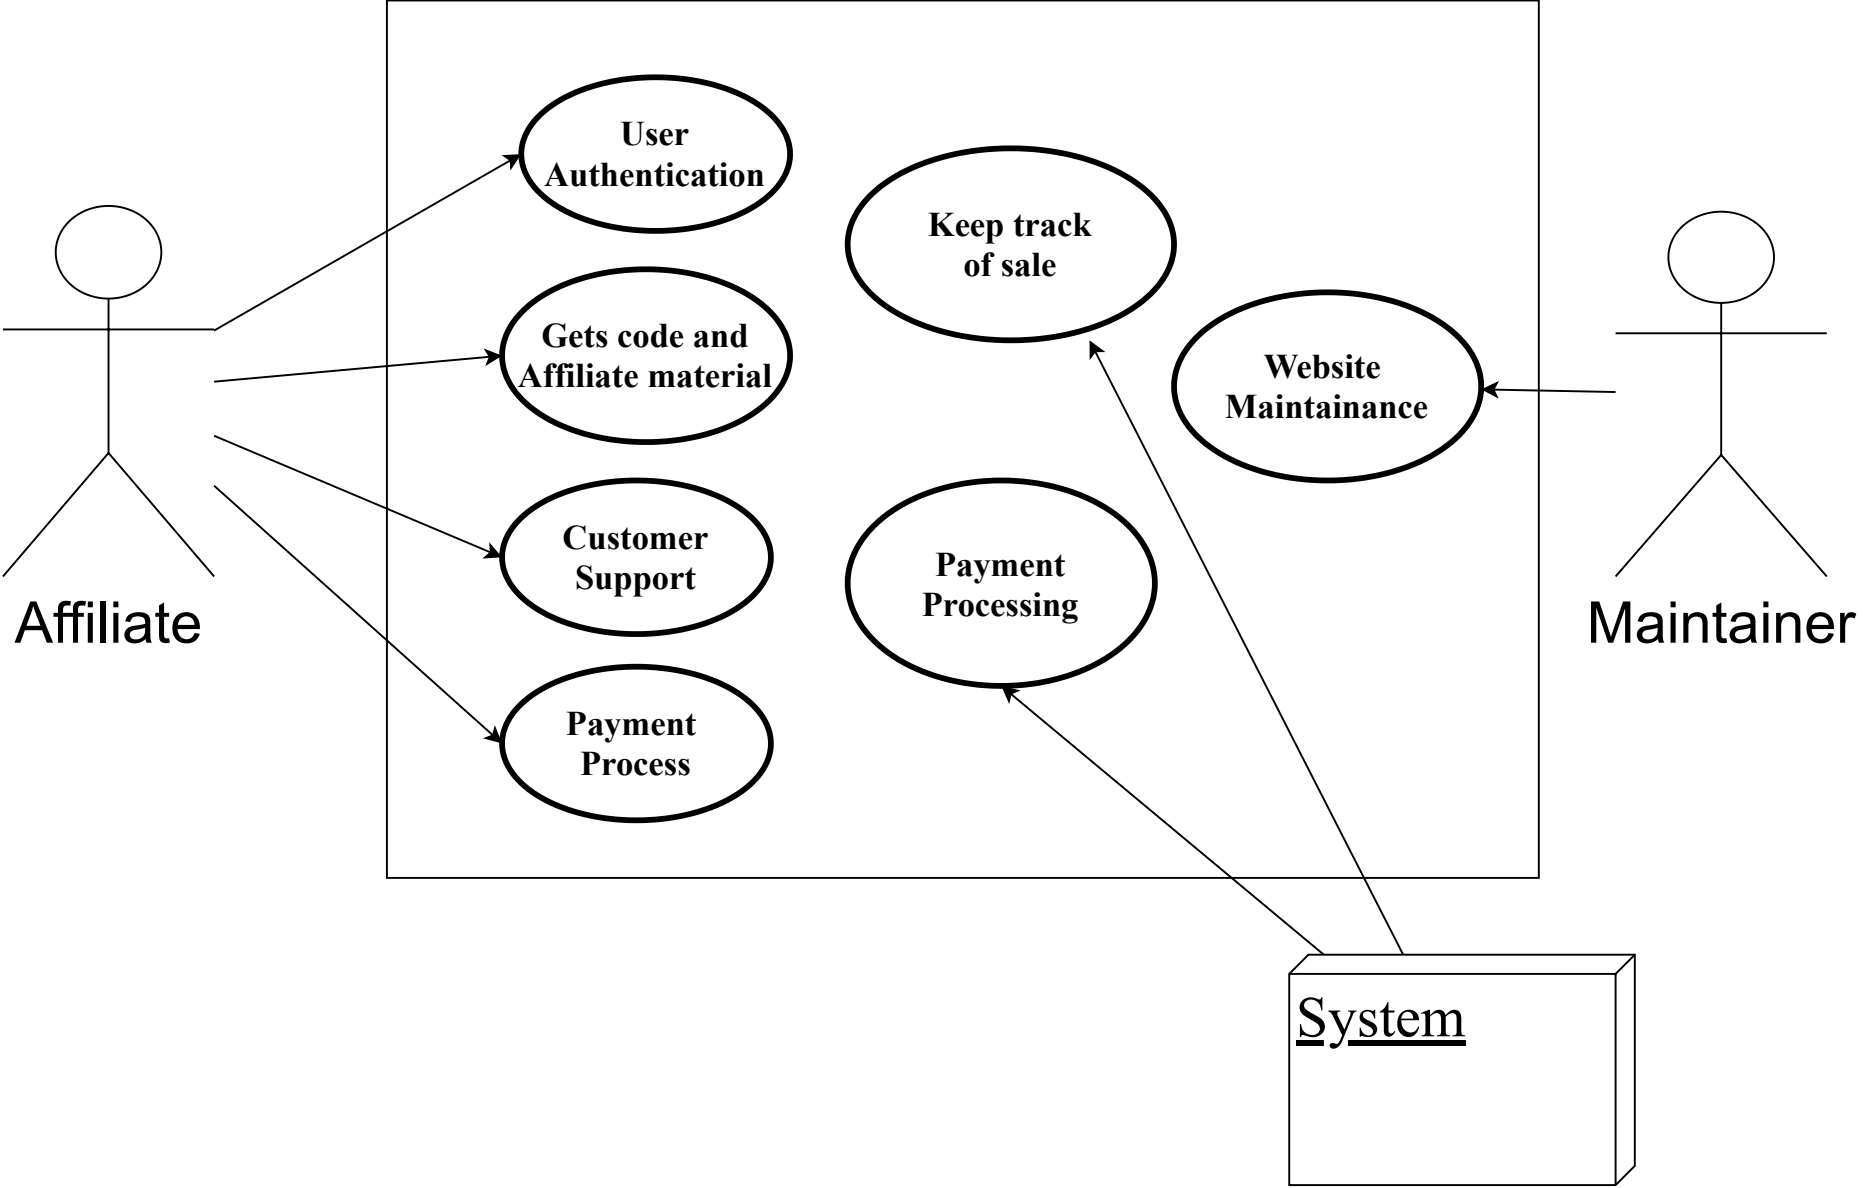 User
Authentication
Keep track
of sale
Gets code and
Affiliate material
Website
Maintainance
Customer
Support
Payment
Processing
Affiliate
Maintainer
Payment
Process
System